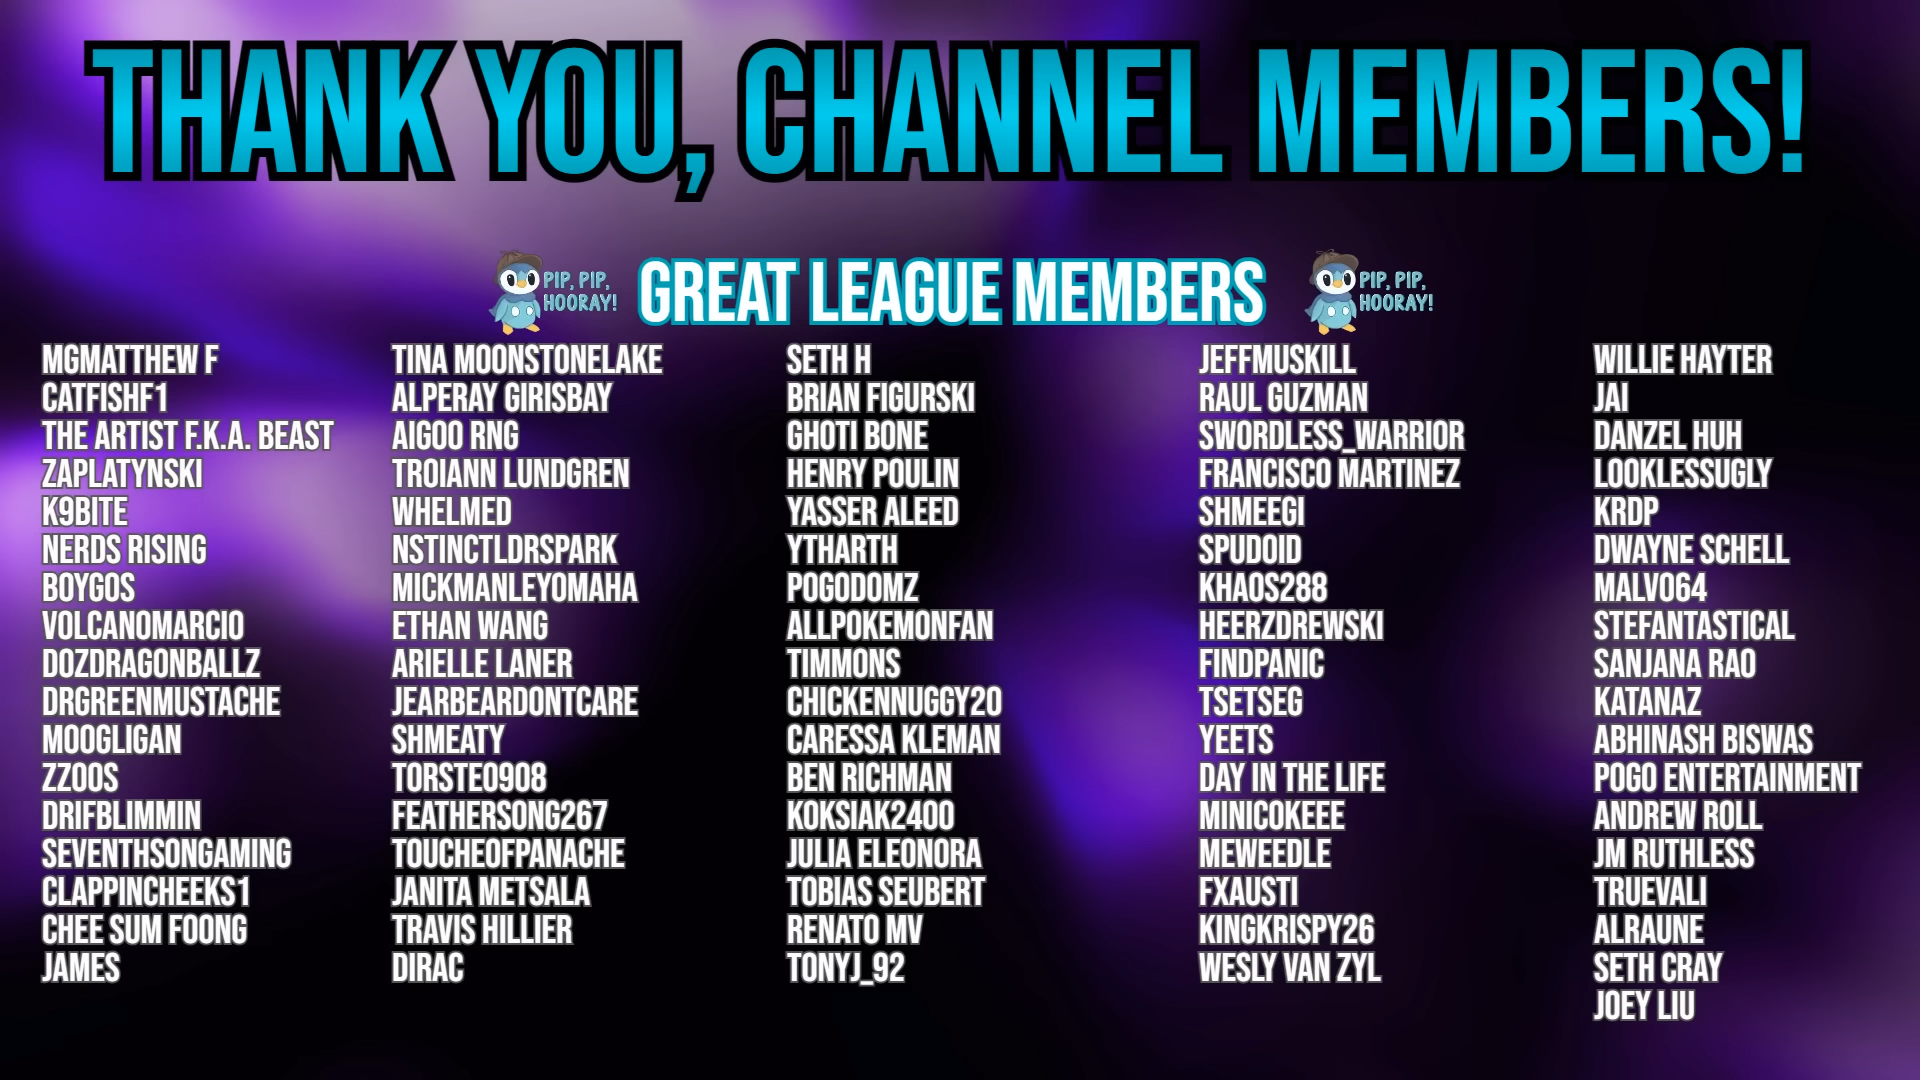 THANK YOU, CHANNEL MEMBERS!
PIP, PIP,
HOORAY!
GREAT LEAGUE MEMBERS
PIP, PIP,
HOORAY!
MGMATTHEW F
CATFISHF1
THE ARTIST F.K.A. BEAST
ZAPLATYNSKI
K9BITE
NERDS RISING
BOYGOS
VOLCANOMARCIO
DOZDRAGONBALLZ
DRGREENMUSTACHE
MOOGLIGAN
ZZOOS
DRIFBLIMMIN
SEVENTHSONGAMING
CLAPPINCHEEKS1
CHEE SUM FOONG
JAMES
TINA MOONSTONELAKE
ALPERAY GIRISBAY
AIGOO RNG
TROIANN LUNDGREN
WHELMED
NSTINCTLDRSPARK
MICKMANLEYOMAHA
ETHAN WANG
ARIELLE LANER
JEARBEARDONTCARE
SHMEATY
TORSTE0908
FEATHERSONG267
TOUCHEOFPANACHE
JANITA METSALA
TRAVIS HILLIER
DIRAC
SETH H
BRIAN FIGURSKI
GHOTI BONE
HENRY POULIN
YASSER ALEED
YTHARTH
POGODOMZ
ALLPOKEMONFAN
TIMMONS
CHICKENNUGGY20
CARESSA KLEMAN
BEN RICHMAN
KOKSIAK2400
JULIA ELEONORA
TOBIAS SEUBERT
RENATO MV
TONYJ_92
JEFFMUSKILL
RAUL GUZMAN
SWORDLESS_WARRIOR
FRANCISCO MARTINEZ
SHMEEGI
SPUDOID
KHAOS288
HEERZDREWSKI
FINDPANIC
TSETSEG
YEETS
DAY IN THE LIFE
MINICOKEEE
MEWEEDLE
FXAUSTI
KINGKRISPY26
WESLY VAN ZYL
WILLIE HAYTER
JAI
DANZEL HUH
LOOKLESSUGLY
KRDP
DWAYNE SCHELL
MALVO64
STEFANTASTICAL
SANJANA RAO
KATANAZ
ABHINASH BISWAS
POGO ENTERTAINMENT
ANDREW ROLL
JM RUTHLESS
TRUEVALI
ALRAUNE
SETH CRAY
JOEY LIU